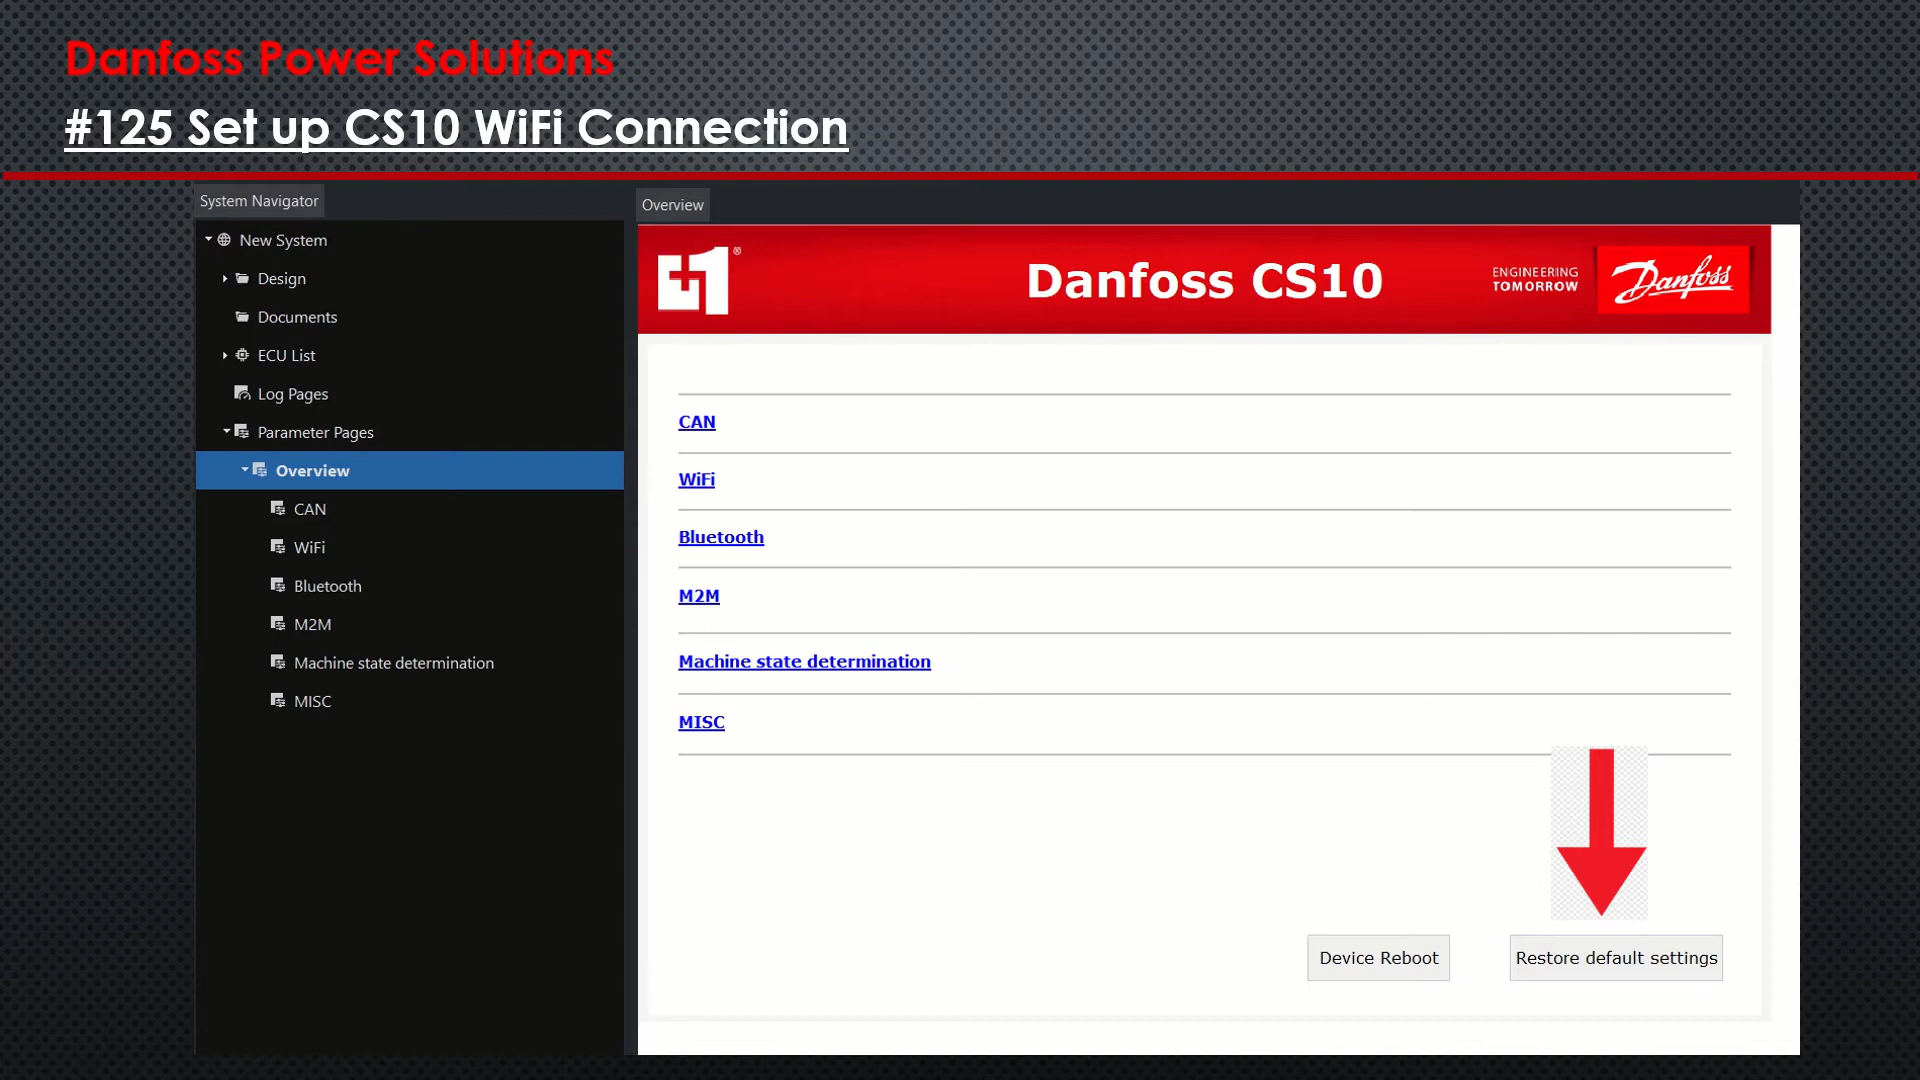 Danfoss Power Solutions
#125 Set up CS10 WiFi Connection
System Navigator
New System
Design
Documents
ECU List
Log Pages
Parameter Pages
Overview
CAN
WiFi
Bluetooth
M2M
Machine state determination
MISC
Overview
+1®
Danfoss CS10
ENGINEERING
TOMORROW
Danfoss
CAN
WiFi
Bluetooth
M2M
Machine state determination
MISC
Device Reboot
Restore default settings